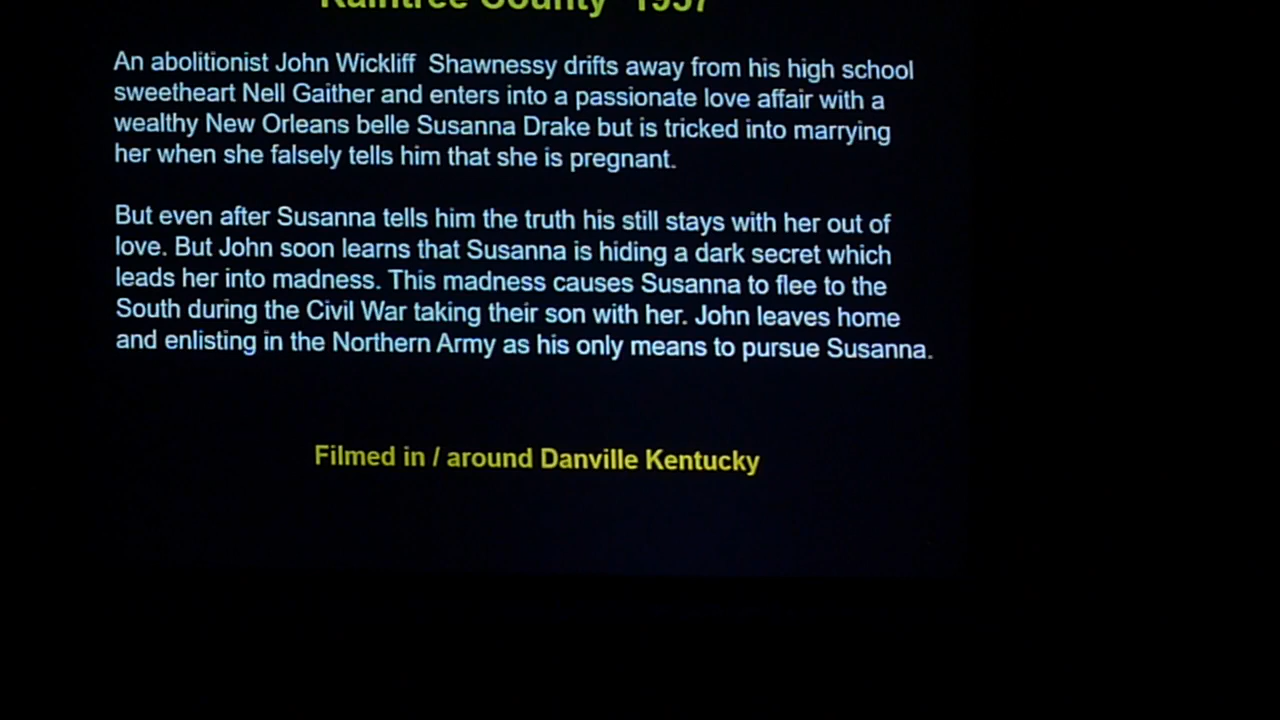 Raintree County 1957
An abolitionist John Wickliff Shawnessy drifts away from his high school
sweetheart Nell Gaither and enters into a passionate love affair with a
wealthy New Orleans belle Susanna Drake but is tricked into marrying
her when she falsely tells him that she is pregnant.
But even after Susanna tells him the truth his still stays with her out of
love. But John soon learns that Susanna is hiding a dark secret which
leads her into madness. This madness causes Susanna to flee to the
South during the Civil War taking their son with her. John leaves home
and enlisting in the Northern Army as his only means to pursue Susanna.
Filmed in / around Danville Kentucky